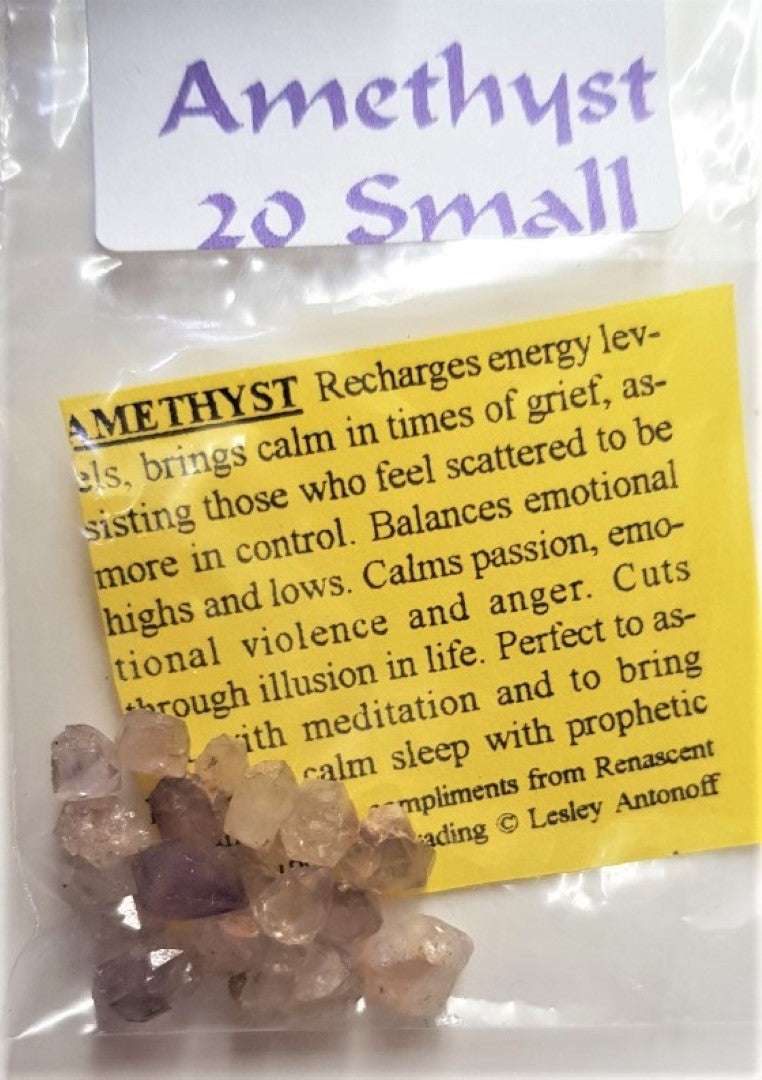 Amethyst
20 Small
AMETHYST Recharges energy lev-
els, brings calm in times of grief, as-
sisting those who feel scattered to be
more in control. Balances emotional
highs and lows. Calms passion, emo-
tional violence and anger. Cuts
through illusion in life. Perfect to as-
with meditation and to bring
calm sleep with prophetic
compliments from Renascent
© Lesley Antonoff